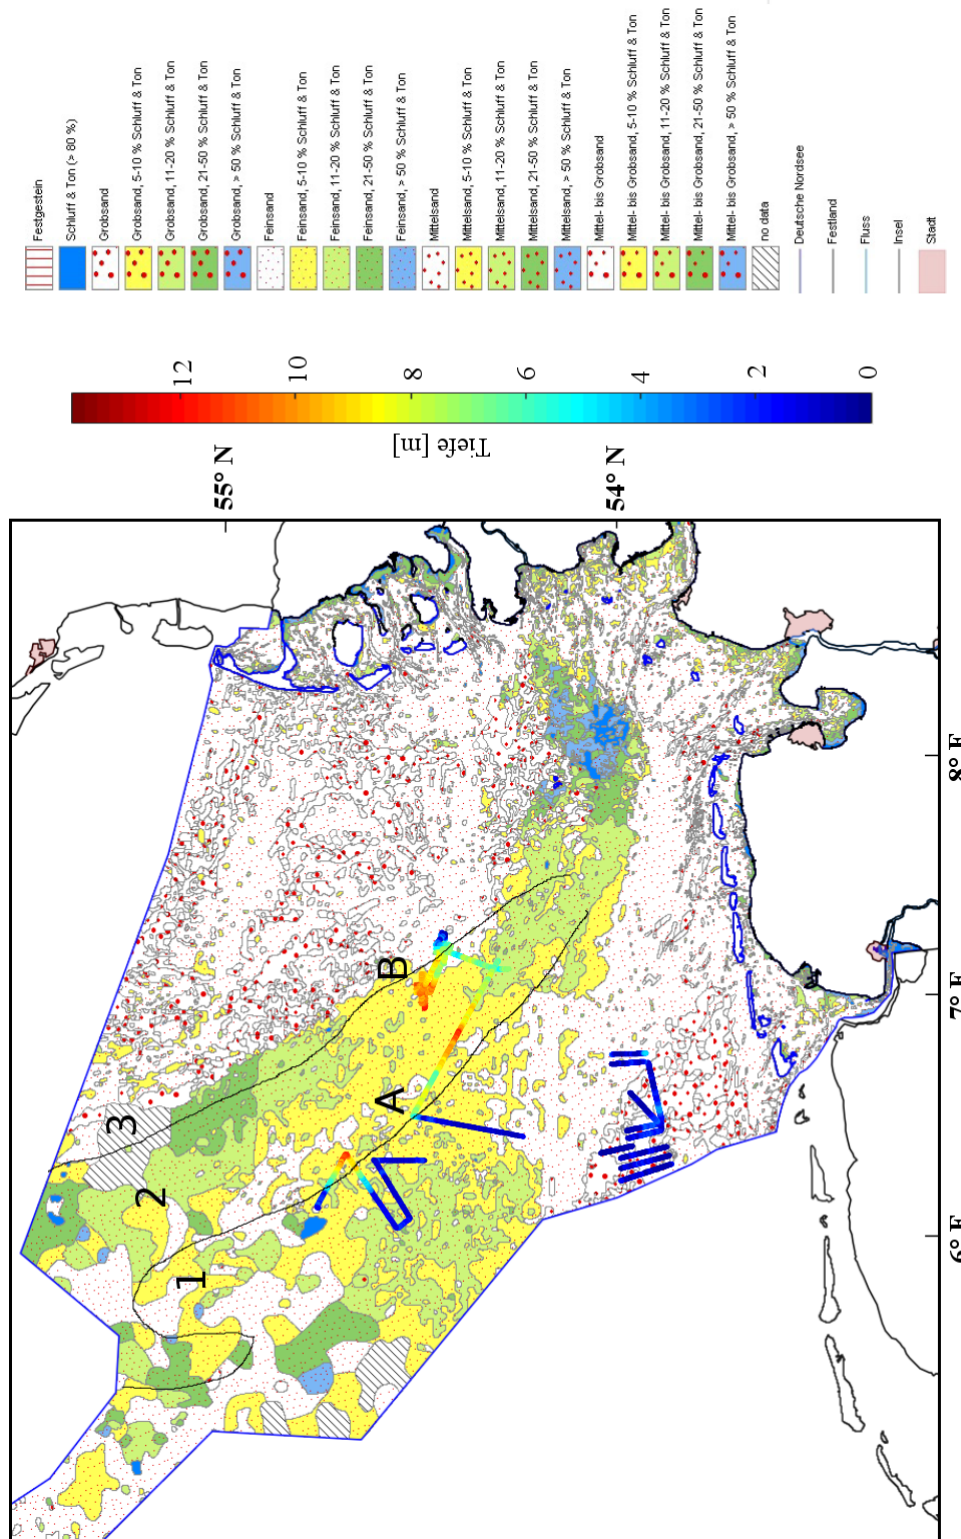 Festgestein
Schluff & Ton (> 80 %)
Grobsand
Grobsand, 5-10 % Schluff & Ton
Grobsand, 11-20 % Schluff & Ton
Grobsand, 21-50 % Schluff & Ton
Grobsand, > 50 % Schluff & Ton
Feinsand
Feinsand, 5-10 % Schluff & Ton
Feinsand, 11-20 % Schluff & Ton
Feinsand, 21-50 % Schluff & Ton
Feinsand, > 50 % Schluff & Ton
Mittelsand
Mittelsand, 5-10 % Schluff & Ton
Mittelsand, 11-20 % Schluff & Ton
Mittelsand, 21-50 % Schluff & Ton
Mittelsand, > 50 % Schluff & Ton
Mittel- bis Grobsand
Mittel- bis Grobsand, 5-10 % Schluff & Ton
Mittel- bis Grobsand, 11-20 % Schluff & Ton
Mittel- bis Grobsand, 21-50 % Schluff & Ton
Mittel- bis Grobsand, > 50 % Schluff & Ton
no data
Deutsche Nordsee
Festland
Fluss
Insel
Stadt
12
10
8
6
4
2
0
Tiefe [m]
55° N
54° N
3
2
1
B
A
8° E
7° E
6° E